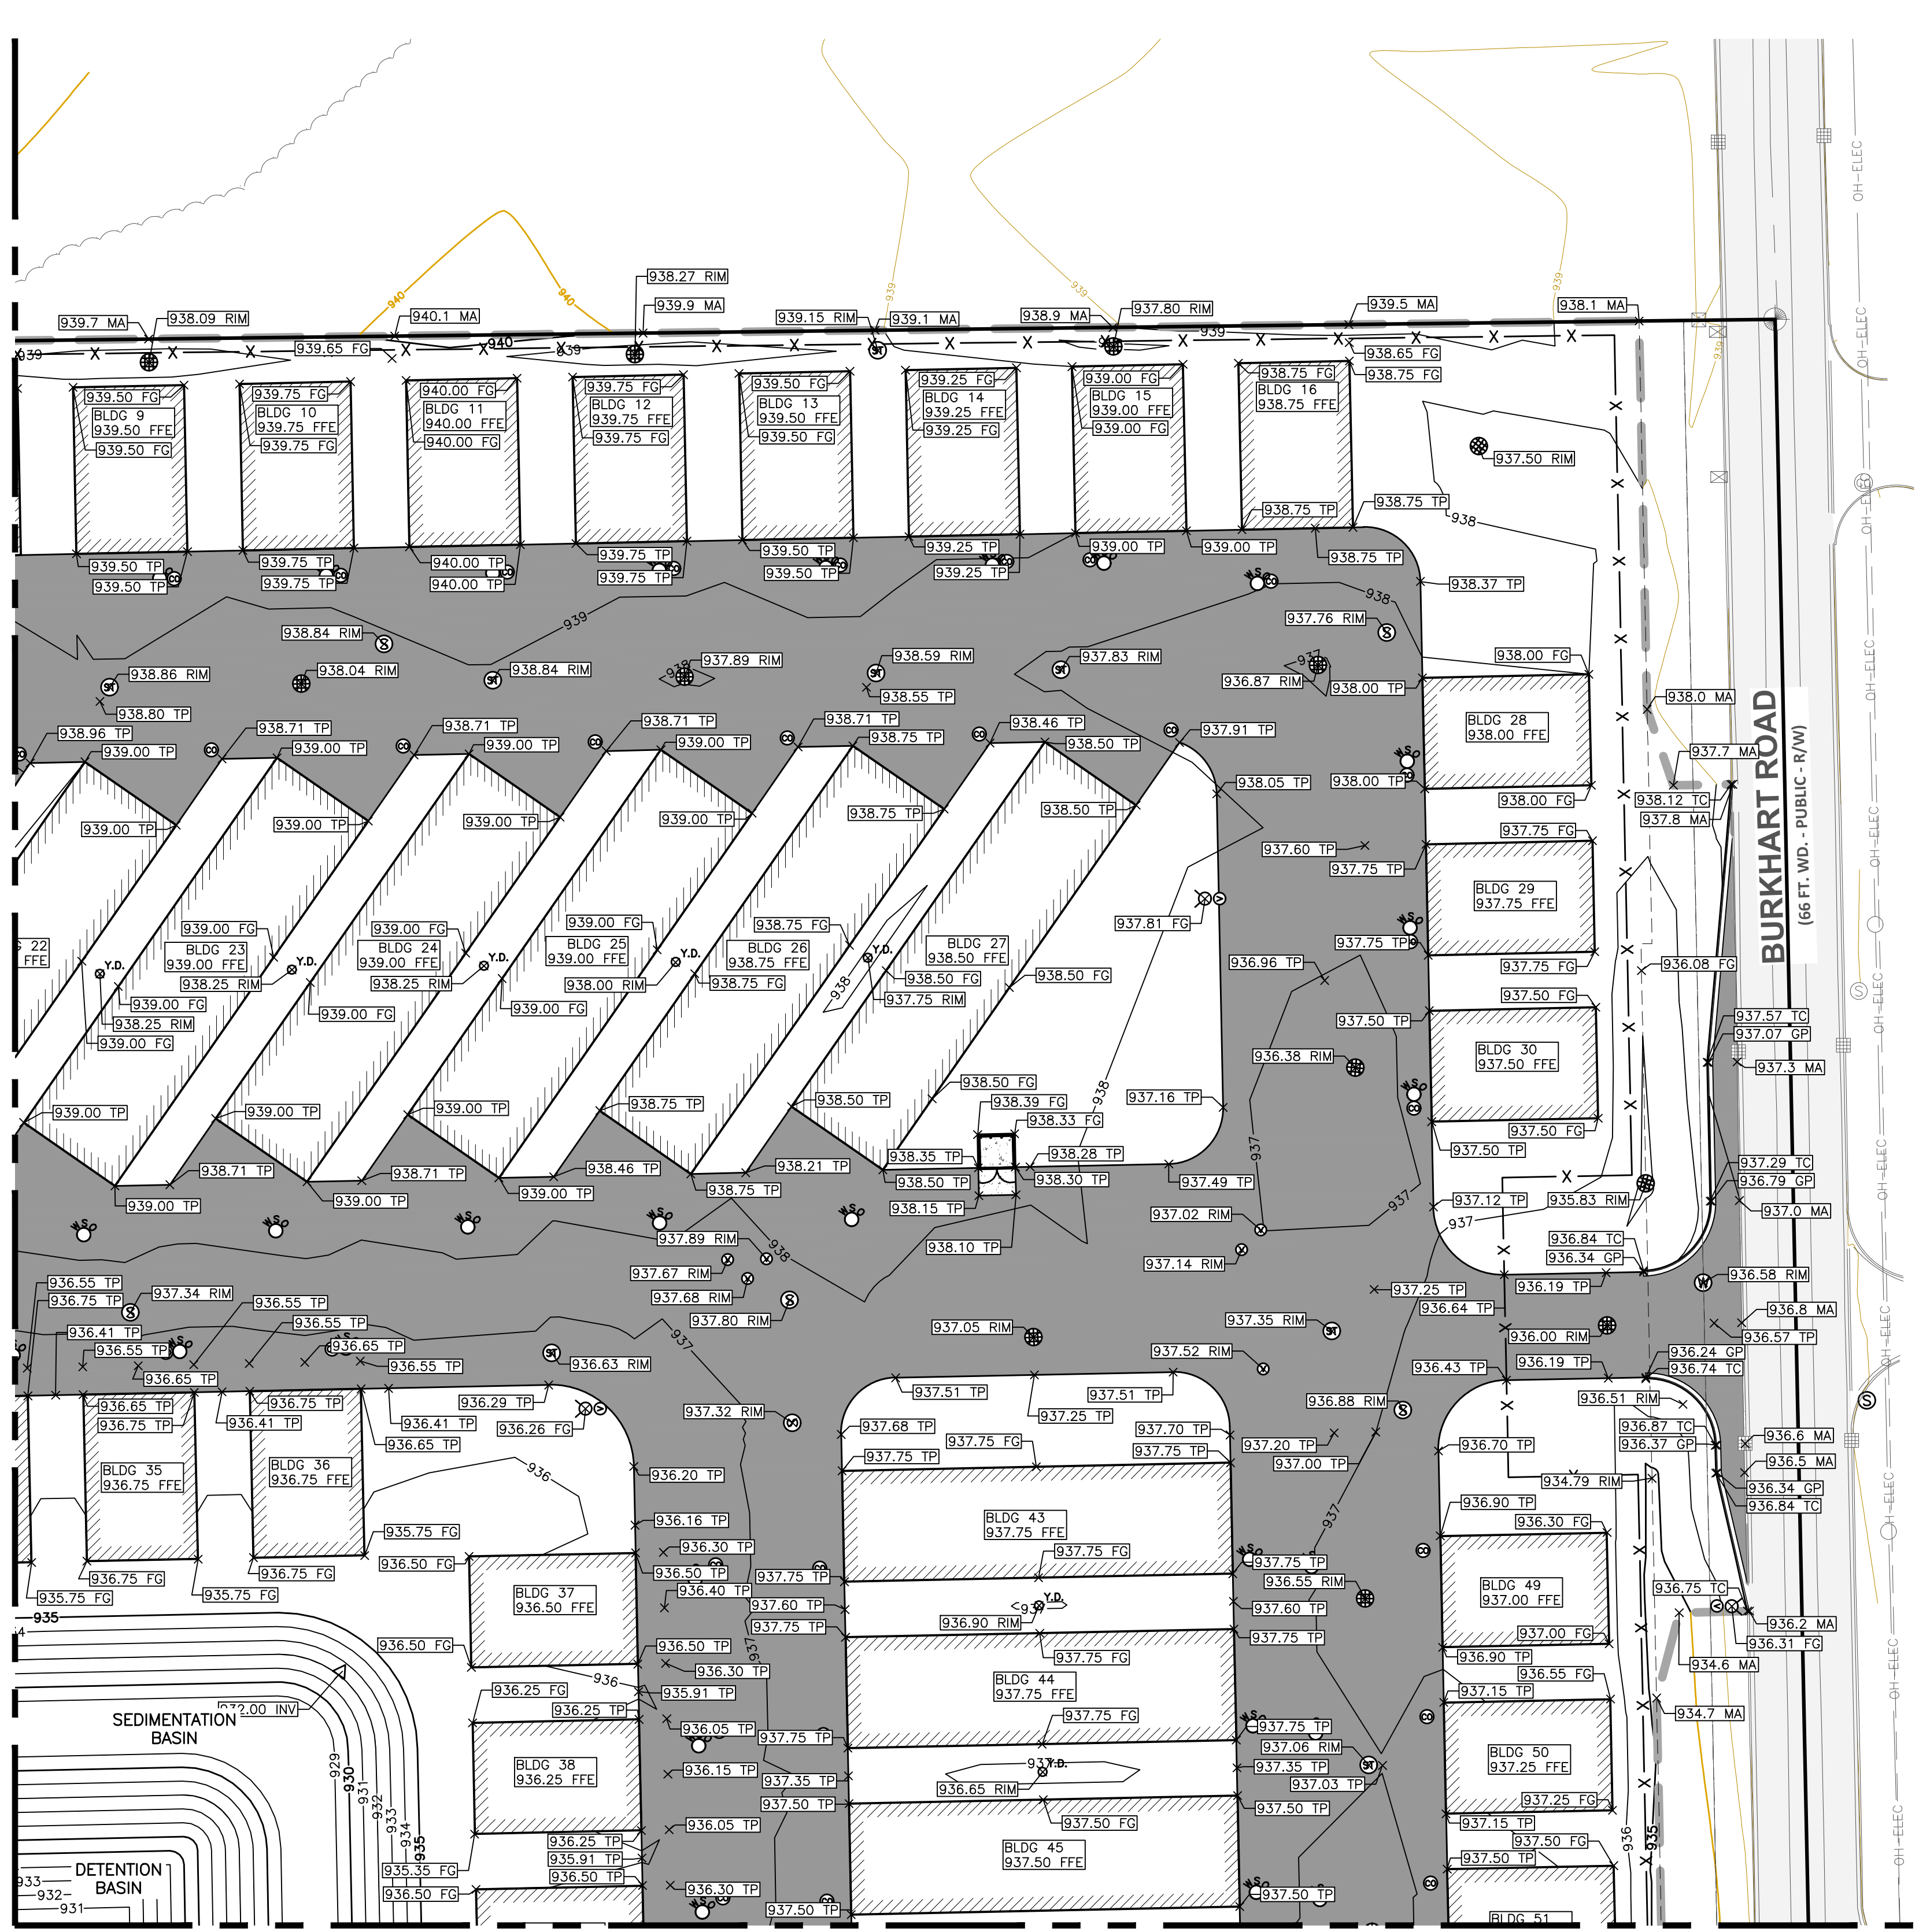 938.27 RIM
939.9 MA
939.7 MA
938.09 RIM
940.1 MA
939.15 RIM
939.1 MA
938.9 MA
937.80 RIM
939.5 MA
938.1 MA
940
940
939
939
939
939
OH-ELEC
OH-ELEC
939.65 FG
940
939
939
939
ST
938.65 FG
938.75 FG
939.50 FG
BLDG 9
939.50 FFE
939.50 FG
939.75 FG
BLDG 10
939.75 FFE
939.75 FG
940.00 FG
BLDG 11
940.00 FFE
940.00 FG
939.75 FG
BLDG 12
939.75 FFE
939.75 FG
939.50 FG
BLDG 13
939.50 FFE
939.50 FG
939.25 FG
BLDG 14
939.25 FFE
939.25 FG
939.00 FG
BLDG 15
939.00 FFE
939.00 FG
938.75 FG
BLDG 16
938.75 FFE
937.50 RIM
938.75 TP
938.75 TP
938
939.50 TP
939.50 TP
939.75 TP
939.75 TP
940.00 TP
940.00 TP
939.75 TP
939.75 TP
939.50 TP
939.50 TP
939.25 TP
939.25 TP
939.00 TP
939.00 TP
938.75 TP
938.37 TP
938
939
938.84 RIM
937.76 RIM
938.86 RIM
938.04 RIM
938.84 RIM
937.89 RIM
938.59 RIM
937.83 RIM
936.87 RIM
938.00 FG
938.00 TP
938.80 TP
938.55 TP
938.0 MA
938.96 TP
939.00 TP
938.71 TP
939.00 TP
938.71 TP
939.00 TP
938.71 TP
939.00 TP
938.71 TP
938.75 TP
938.46 TP
938.50 TP
937.91 TP
BLDG 28
938.00 FFE
937.7 MA
938.05 TP
938.00 TP
938.00 FG
938.12 TC
937.8 MA
939.00 TP
939.00 TP
939.00 TP
939.00 TP
938.75 TP
938.50 TP
937.60 TP
937.75 TP
937.75 FG
BURKHART ROAD
(66 FT. WD. - PUBLIC - R/W)
BLDG 29
937.75 FFE
22
FFE
BLDG 23
939.00 FFE
939.00 FG
938.25 RIM
Y.D.
939.00 FG
938.25 RIM
939.00 FG
BLDG 24
939.00 FFE
939.00 FG
938.25 RIM
Y.D.
939.00 FG
BLDG 25
939.00 FFE
939.00 FG
938.00 RIM
Y.D.
939.00 FG
BLDG 26
938.75 FFE
938.75 FG
938.75 FG
Y.D.
938
BLDG 27
938.50 FFE
938.50 FG
937.75 RIM
Y.D.
938.50 FG
937.81 FG
936.96 TP
937.75 TP
937.75 FG
936.08 FG
937.50 TP
937.50 FG
937.57 TC
937.07 GP
937.3 MA
BLDG 30
937.50 FFE
936.38 RIM
938.50 FG
938.39 FG
938.33 FG
937.16 TP
938
937
939.00 TP
939.00 TP
939.00 TP
938.75 TP
938.50 TP
937.50 FG
937.50 TP
938.35 TP
938.28 TP
938.30 TP
938.50 TP
938.15 TP
937.49 TP
937.29 TC
936.79 GP
937.0 MA
938.71 TP
939.00 TP
938.71 TP
939.00 TP
938.46 TP
939.00 TP
938.21 TP
938.75 TP
937.12 TP
935.83 RIM
937
937
937.02 RIM
937.89 RIM
938
938.10 TP
937.14 RIM
936.84 TC
936.34 GP
937.67 RIM
937.68 RIM
937.80 RIM
937.25 TP
936.64 TP
936.19 TP
936.58 RIM
936.55 TP
936.75 TP
937.34 RIM
936.55 TP
936.55 TP
936.41 TP
936.55 TP
936.65 TP
936.65 TP
936.55 TP
936.63 RIM
937
937.05 RIM
937.35 RIM
936.00 RIM
936.8 MA
936.57 TP
937.52 RIM
936.43 TP
936.19 TP
936.24 GP
936.74 TC
936.65 TP
936.75 TP
936.75 TP
936.41 TP
936.41 TP
936.65 TP
936.29 TP
936.26 FG
937.32 RIM
937.51 TP
937.25 TP
937.51 TP
936.88 RIM
936.51 RIM
936.87 TC
936.37 GP
936.6 MA
937.68 TP
937.75 TP
937.75 FG
937.70 TP
937.75 TP
937.20 TP
937.00 TP
936.70 TP
934.79 RIM
936.5 MA
936.34 GP
936.84 TC
BLDG 35
936.75 FFE
BLDG 36
936.75 FFE
936
936.20 TP
936.16 TP
BLDG 43
937.75 FFE
937
936.90 TP
936.30 FG
935.75 FG
936.50 FG
936.30 TP
936.50 TP
936.40 TP
937.75 TP
937.75 FG
937.75 TP
936.55 RIM
935.75 FG
936.75 FG
935.75 FG
936.75 FG
BLDG 37
936.50 FFE
937.60 TP
936.90 RIM
Y.D.
937.60 TP
937.75 TP
937.75 TP
BLDG 49
937.00 FFE
936.75 TC
936.2 MA
936.31 FG
934.6 MA
935
936.50 FG
936.50 TP
936.30 TP
937
937.75 FG
937.00 FG
936.90 TP
936.55 FG
936
935.91 TP
BLDG 44
937.75 FFE
937.15 TP
934.7 MA
932.00 INV
SEDIMENTATION
BASIN
936.25 FG
936.25 TP
936.05 TP
937.75 TP
937.75 FG
937.75 TP
937.06 RIM
BLDG 50
937.25 FFE
929
930
931
932
933
934
935
BLDG 38
936.25 FFE
936.15 TP
937.35 TP
936.65 RIM
Y.D.
937.35 TP
937.03 TP
937.50 TP
937.50 FG
937.50 TP
937.25 FG
937.15 TP
936.05 TP
936.25 TP
935.91 TP
936.50 TP
BLDG 45
937.50 FFE
937.50 FG
937.50 TP
936
935
DETENTION
BASIN
933
932
931
935.35 FG
936.50 FG
936.30 TP
937.50 TP
937.50 TP
BLDG 51